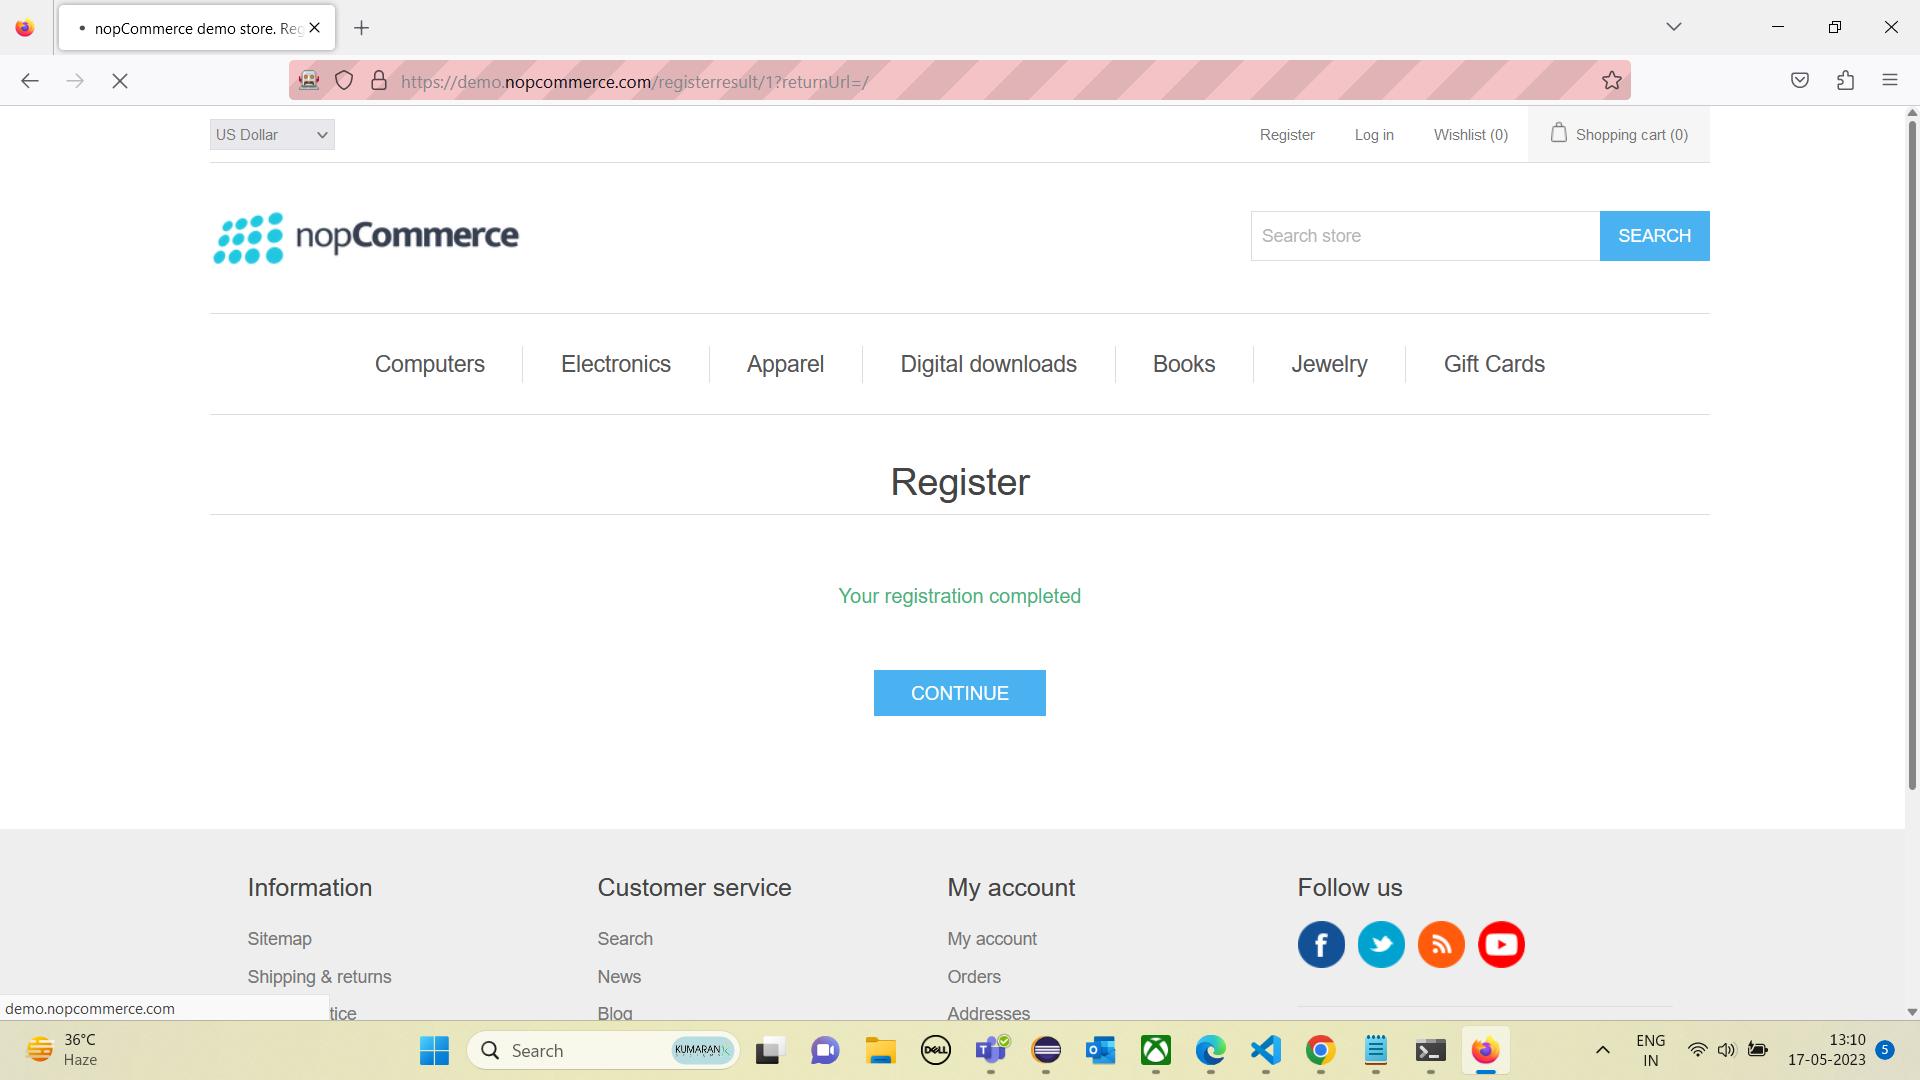 nopCommerce demo store. Reg
https://demo.nopcommerce.com/registerresult/1?returnUrl=/
US Dollar
Register
Log in
Wishlist (0)
Shopping cart (0)
nopCommerce
Search store
SEARCH
Computers
Electronics
Apparel
Digital downloads
Books
Jewelry
Gift Cards
Register
Your registration completed
CONTINUE
Information
Customer service
My account
Follow us
Sitemap
Search
My account
Shipping & returns
News
Orders
tice
Blog
Addresses
demo.nopcommerce.com
36°C
Haze
Search
KUMARAN
DELL
ENG
IN
13:10
17-05-2023
5